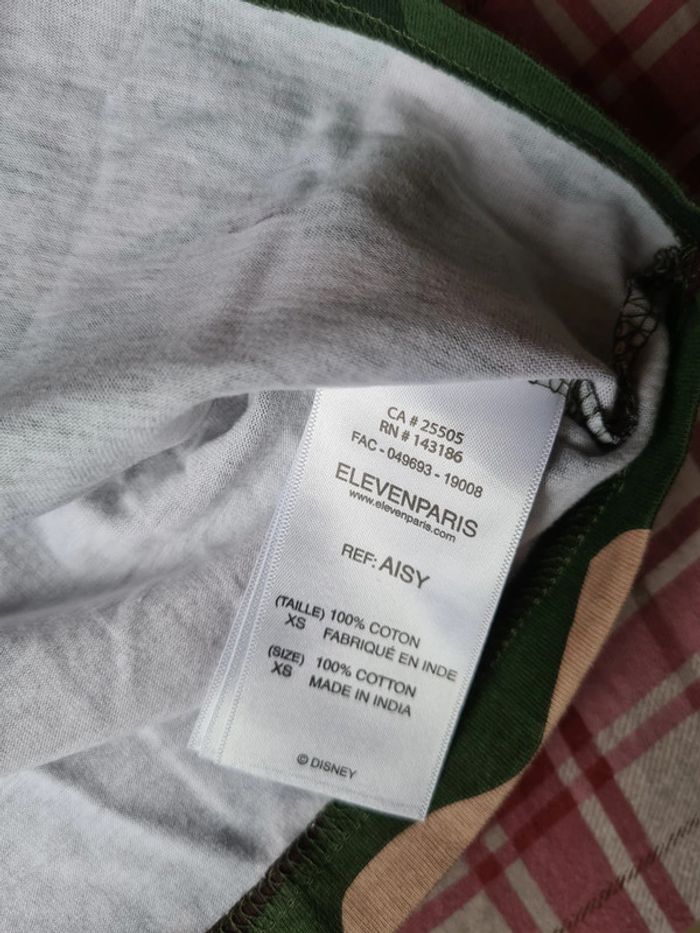 CA # 25505
RN # 143186
FAC - 049693 - 19008
ELEVENPARIS
www.elevenparis.com
REF: AISY
(TAILLE) 100% COTON
XS FABRIQUÉ EN INDE
(SIZE) 100% COTTON
XS MADE IN INDIA
© DISNEY